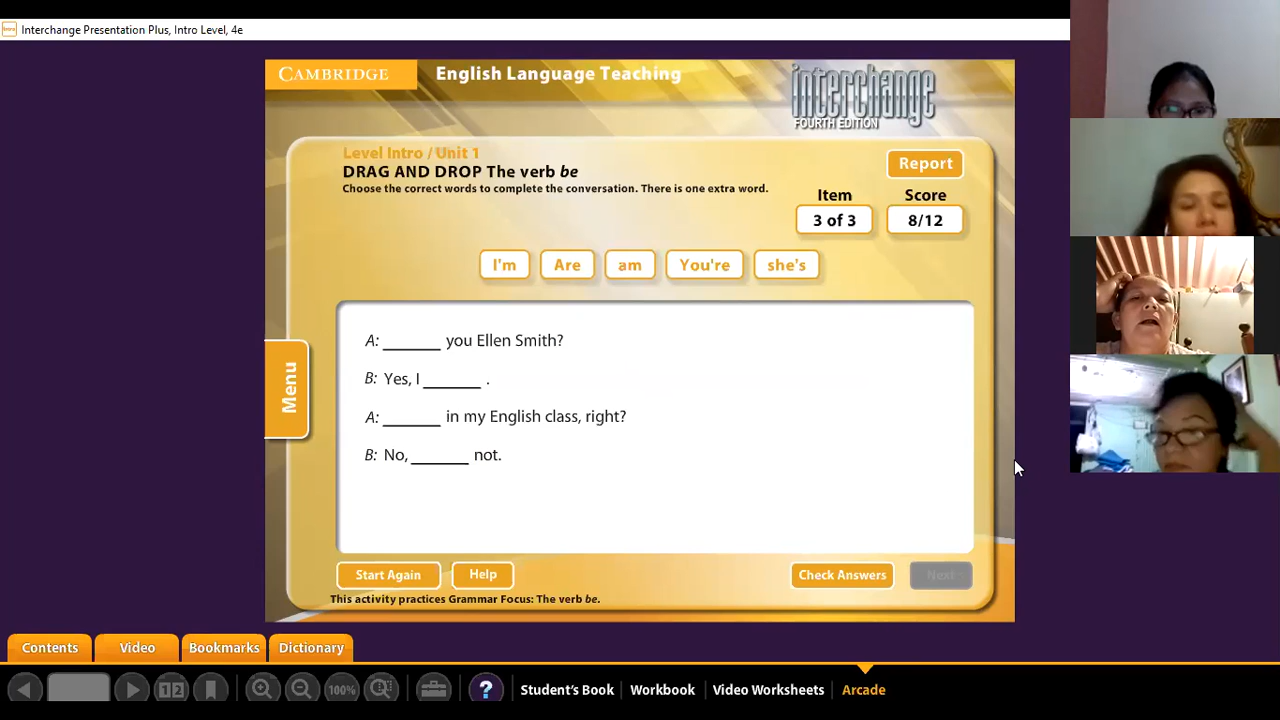 Interchange Presentation Plus, Intro Level, 4e
CAMBRIDGE
English Language Teaching
interchange
FOURTH EDITION
Level Intro / Unit 1
DRAG AND DROP The verb be
Choose the correct words to complete the conversation. There is one extra word.
Report
Item
Score
3 of 3
8/12
I'm
Are
am
You're
she's
A: _______ you Ellen Smith?
B: Yes, I _______ .
A: _______ in my English class, right?
B: No, _______ not.
Menu
Start Again
Help
Check Answers
Next
This activity practices Grammar Focus: The verb be.
Contents
Video
Bookmarks
Dictionary
1 2
100%
?
Student's Book
Workbook
Video Worksheets
Arcade